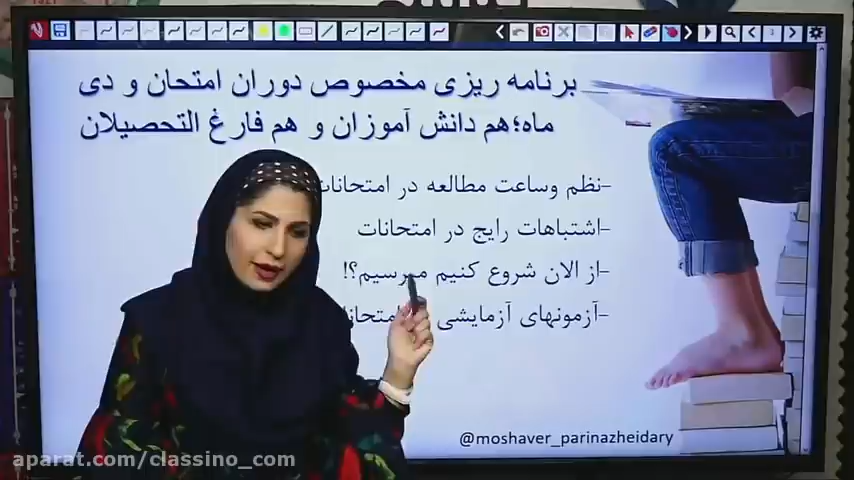 برنامه ریزی مخصوص دوران امتحان و دی
ماه؛هم دانش آموزان و هم فارغ التحصیلان
-نظم وساعت مطالعه در امتحانات
-اشتباهات رایج در امتحانات
-از الان شروع کنیم میرسیم؟!
-آزمونهای آزمایشی
@moshaver_parinazheidary
aparat.com/classino_com